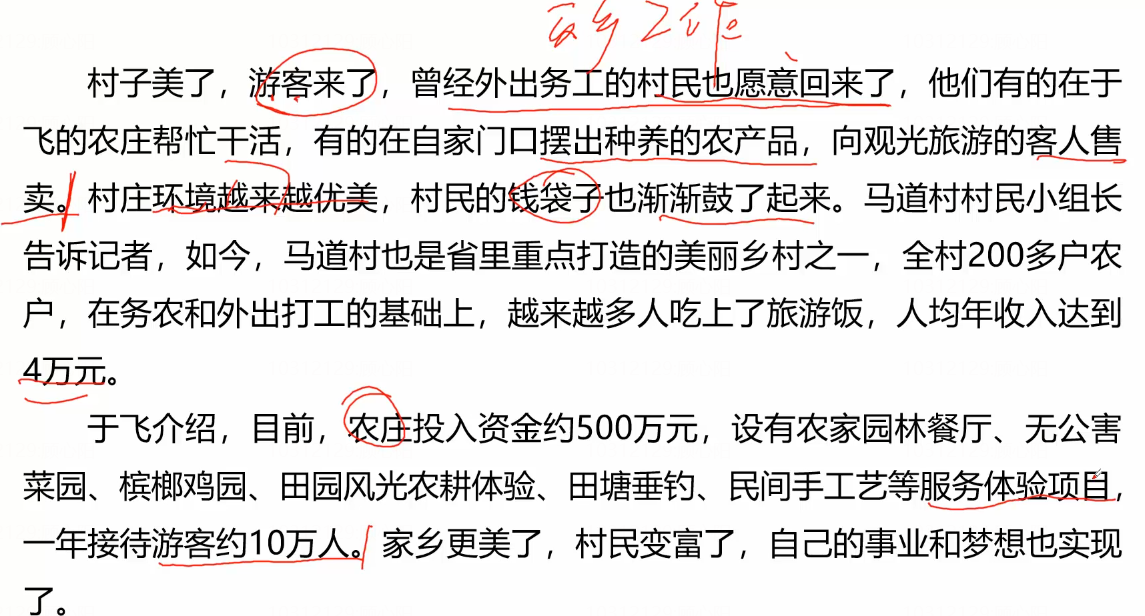 返乡工作
村子美了，游客来了，曾经外出务工的村民也愿意回来了，他们有的在于
飞的农庄帮忙干活，有的在自家门口摆出种养的农产品，向观光旅游的客人售
卖。村庄环境越来越优美，村民的钱袋子也渐渐鼓了起来。马道村村民小组长
告诉记者，如今，马道村也是省里重点打造的美丽乡村之一，全村200多户农
户，在务农和外出打工的基础上，越来越多人吃上了旅游饭，人均年收入达到
4万元。
于飞介绍，目前，农庄投入资金约500万元，设有农家园林餐厅、无公害
菜园、槟榔鸡园、田园风光农耕体验、田塘垂钓、民间手工艺等服务体验项目，
一年接待游客约10万人。家乡更美了，村民变富了，自己的事业和梦想也实现
了。